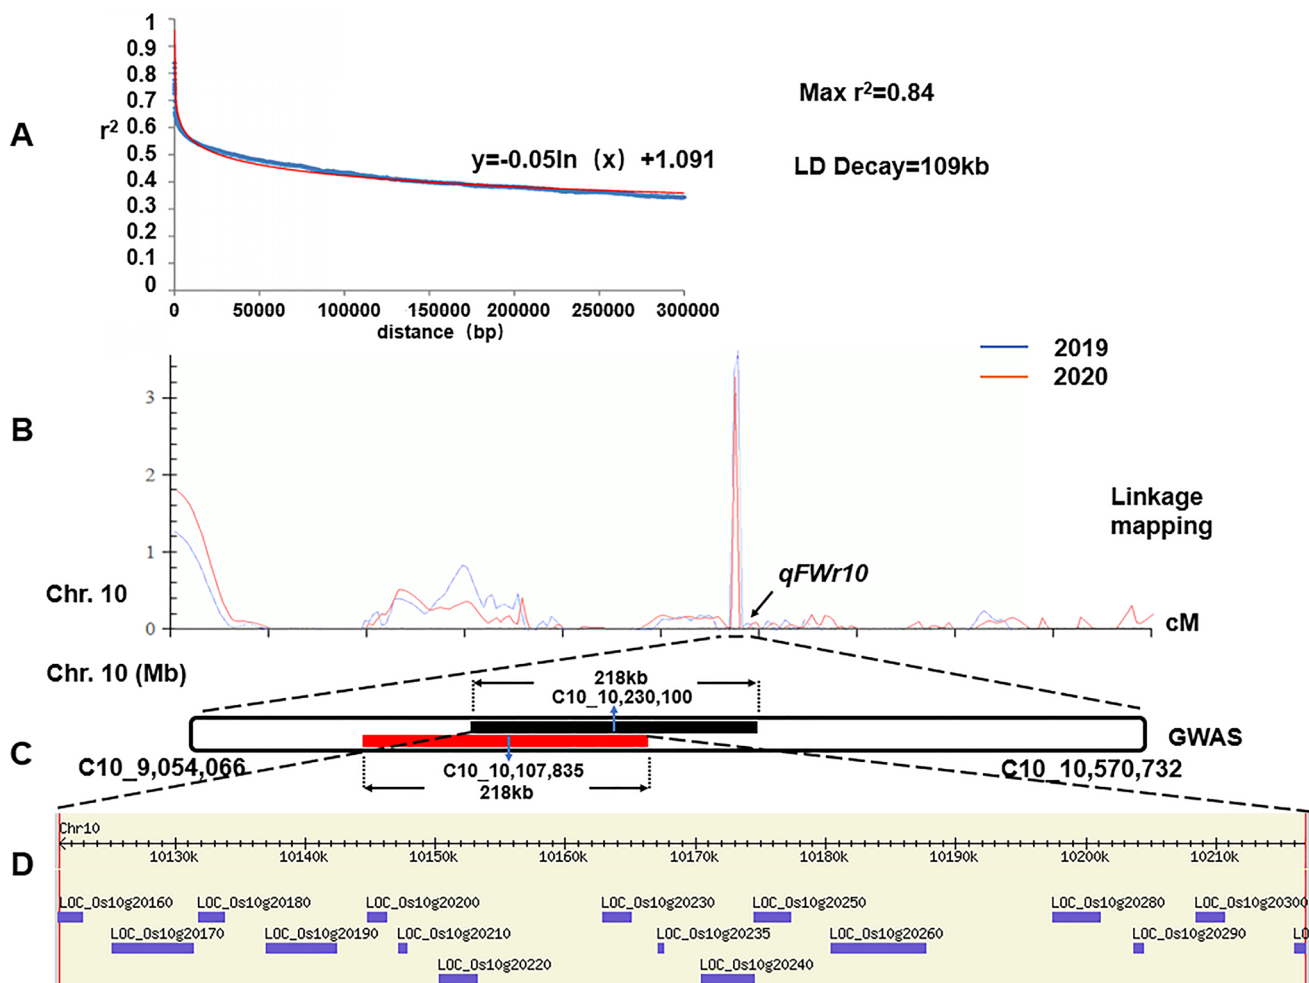 A
1
0.9
0.8
0.7
0.6
0.5
0.4
0.3
0.2
0.1
0
r²
y=-0.05ln（x）+1.091
Max r²=0.84
LD Decay=109kb
0 50000 100000 150000 200000 250000 300000
distance（bp）
2019
2020
B
3
2
1
0
Linkage
mapping
qFWr10
Chr. 10
cM
Chr. 10 (Mb)
218kb
C10_10,230,100
C
GWAS
C10_9,054,066
C10_10,107,835
C10_10,570,732
218kb
D
Chr10
10130k 10140k 10150k 10160k 10170k 10180k 10190k 10200k 10210k
LOC_Os10g20160 LOC_Os10g20180 LOC_Os10g20200 LOC_Os10g20230 LOC_Os10g20250 LOC_Os10g20280 LOC_Os10g20300
LOC_Os10g20170 LOC_Os10g20190 LOC_Os10g20210 LOC_Os10g20235 LOC_Os10g20260 LOC_Os10g20290 LO
LOC_Os10g20220 LOC_Os10g20240